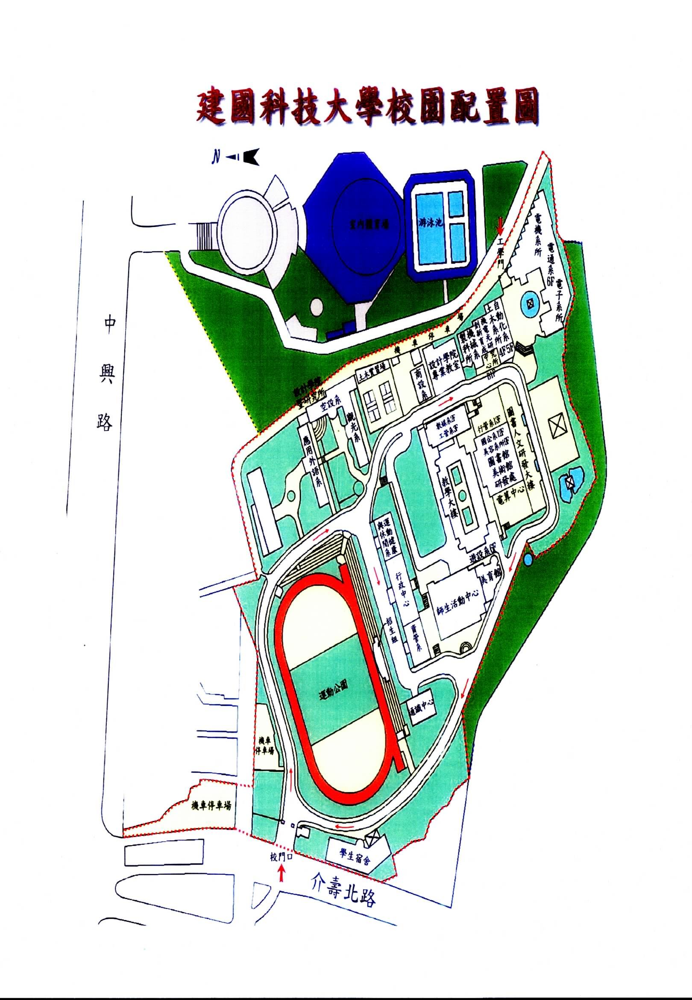 建國科技大學校園配置圖
N
室內體育場
游泳池
工學門
電機系所
電通系6F
電子系所
中興路
機車停車場
自動化系5F
土木系所4F
機電光研究所B1F
創新育成中心
機械系所
製科所
設計學院
專業教室
商設系
土木實習場
設計學院
暨研究所
空設系
觀光系
應用外語系
數媒系2F
工管系3F
行管系13F
國企系12F
美容系所
圖書館
美術館
研發處
電算中心
圖書人文研發大樓
教學大樓
遊設系6F
美育館
師生活動中心
運動健康
與休閒系
行政中心
招生組
資管系
通識中心
運動公園
機車
停車場
機車停車場
校門口
學生宿舍
介壽北路